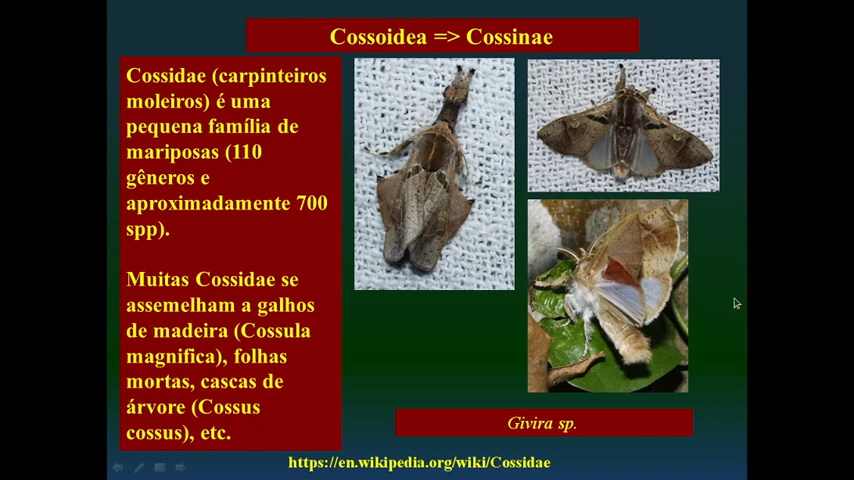 Cossoidea => Cossinae
Cossidae (carpinteiros
moleiros) é uma
pequena família de
mariposas (110
gêneros e
aproximadamente 700
spp).
Muitas Cossidae se
assemelham a galhos
de madeira (Cossula
magnifica), folhas
mortas, cascas de
árvore (Cossus
cossus), etc.
Givira sp.
https://en.wikipedia.org/wiki/Cossidae